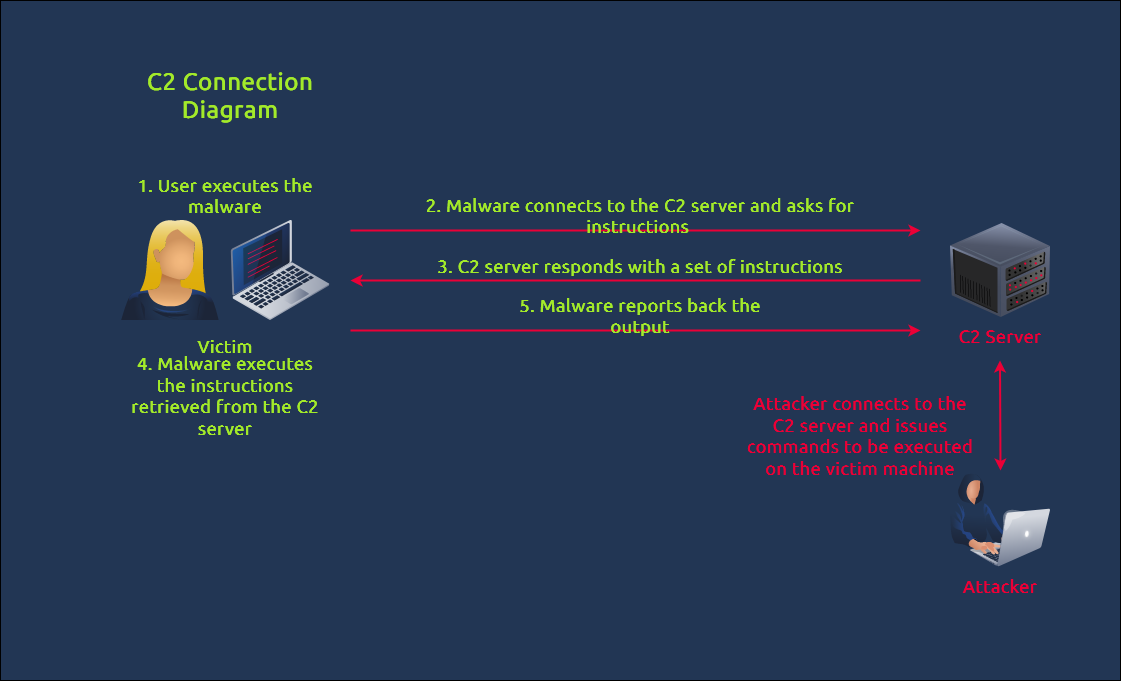 C2 Connection
Diagram
1. User executes the
malware
2. Malware connects to the C2 server and asks for
instructions
3. C2 server responds with a set of instructions
5. Malware reports back the
output
C2 Server
Victim
4. Malware executes
the instructions
retrieved from the C2
server
Attacker connects to the
C2 server and issues
commands to be executed
on the victim machine
Attacker